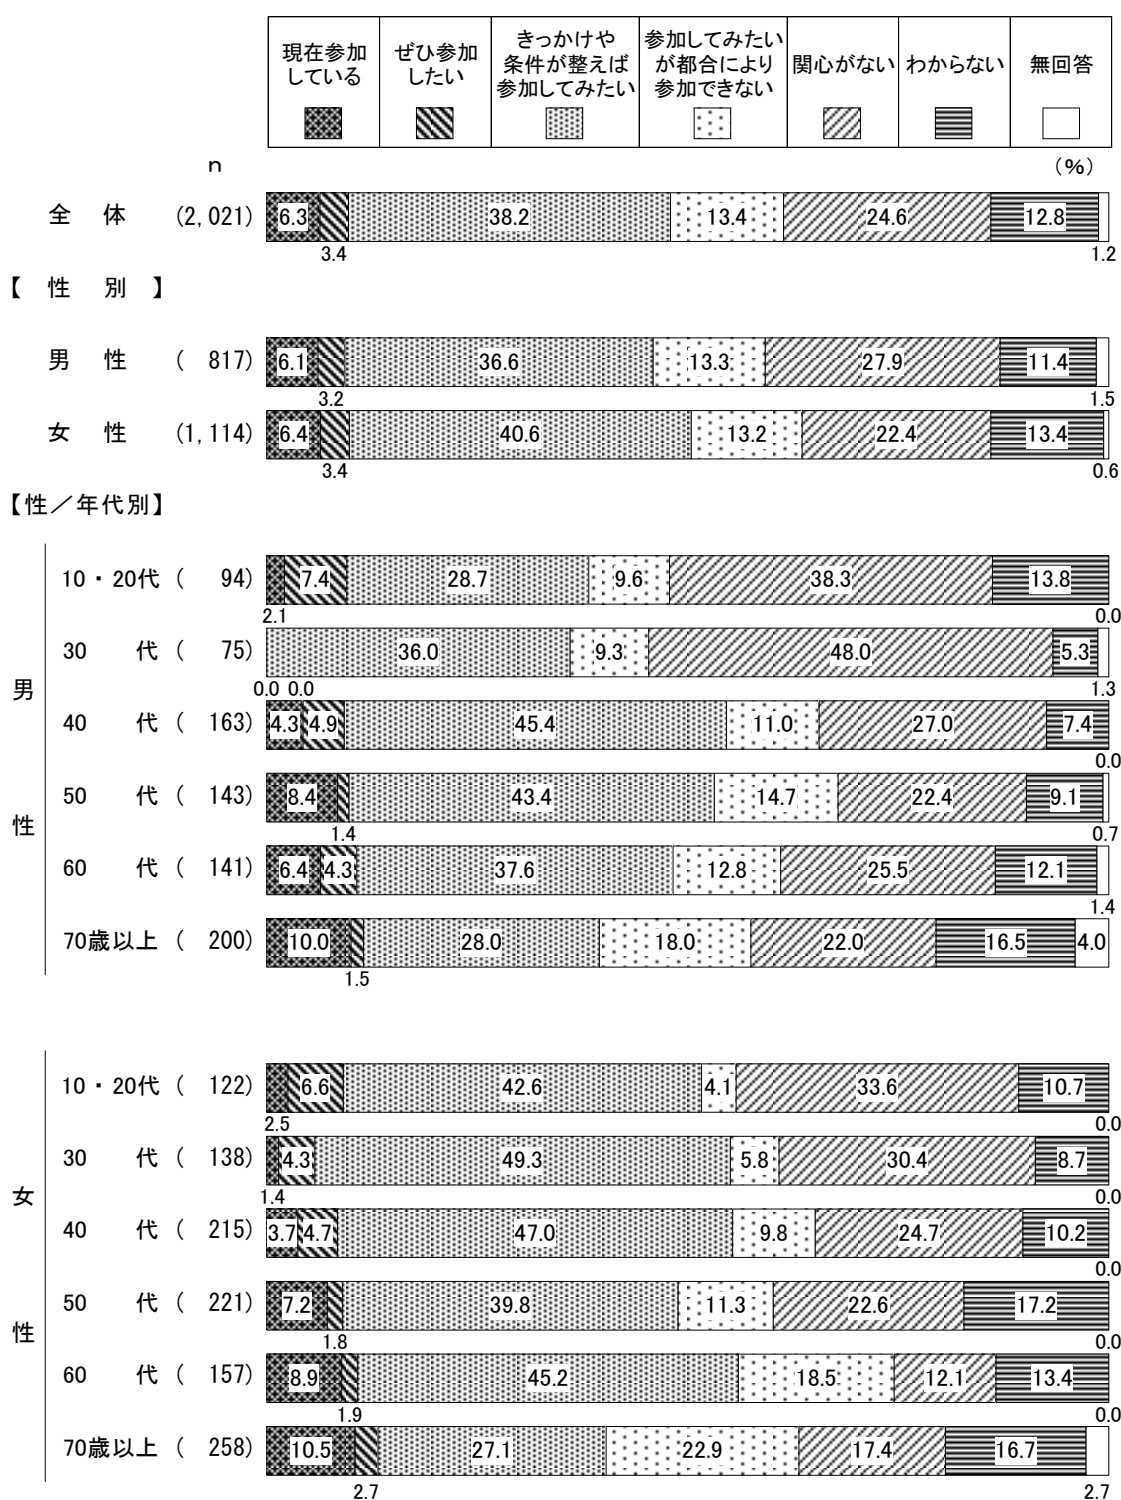 現在参加
している
ぜひ参加
したい
きっかけや
条件が整えば
参加してみたい
参加してみたい
が都合により
参加できない
関心がない
わからない
無回答
n
(%)
全体 (2,021) 6.3 38.2 13.4 24.6 12.8
3.4 1.2
【性別】
男性 (817) 6.1 36.6 13.3 27.9 11.4
3.2 1.5
女性 (1,114) 6.4 40.6 13.2 22.4 13.4
3.4 0.6
【性/年代別】
男性
10・20代 (94) 7.4 28.7 9.6 38.3 13.8
2.1 0.0
30代 (75) 36.0 9.3 48.0 5.3
0.0 0.0 1.3
40代 (163) 4.3 4.9 45.4 11.0 27.0 7.4
0.0
50代 (143) 8.4 43.4 14.7 22.4 9.1
1.4 0.7
60代 (141) 6.4 4.3 37.6 12.8 25.5 12.1
1.4
70歳以上 (200) 10.0 28.0 18.0 22.0 16.5 4.0
1.5
女性
10・20代 (122) 6.6 42.6 4.1 33.6 10.7
2.5 0.0
30代 (138) 4.3 49.3 5.8 30.4 8.7
1.4 0.0
40代 (215) 3.7 4.7 47.0 9.8 24.7 10.2
0.0
50代 (221) 7.2 39.8 11.3 22.6 17.2
1.8 0.0
60代 (157) 8.9 45.2 18.5 12.1 13.4
1.9 0.0
70歳以上 (258) 10.5 27.1 22.9 17.4 16.7
2.7 2.7